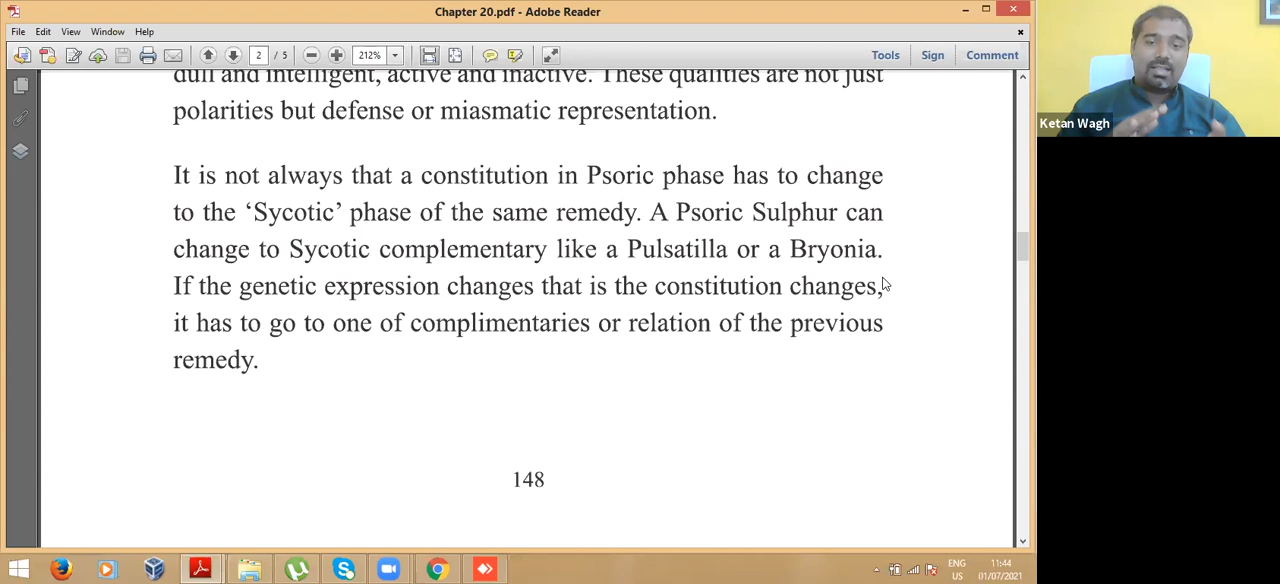 Chapter 20.pdf - Adobe Reader
File Edit View Window Help
2 / 5 212% Tools Sign Comment
dull and intelligent, active and inactive. These qualities are not just
polarities but defense or miasmatic representation.
It is not always that a constitution in Psoric phase has to change
to the ‘Sycotic’ phase of the same remedy. A Psoric Sulphur can
change to Sycotic complementary like a Pulsatilla or a Bryonia.
If the genetic expression changes that is the constitution changes,
it has to go to one of complimentaries or relation of the previous
remedy.
148
Ketan Wagh
ENG 11:44
US 01/07/2021